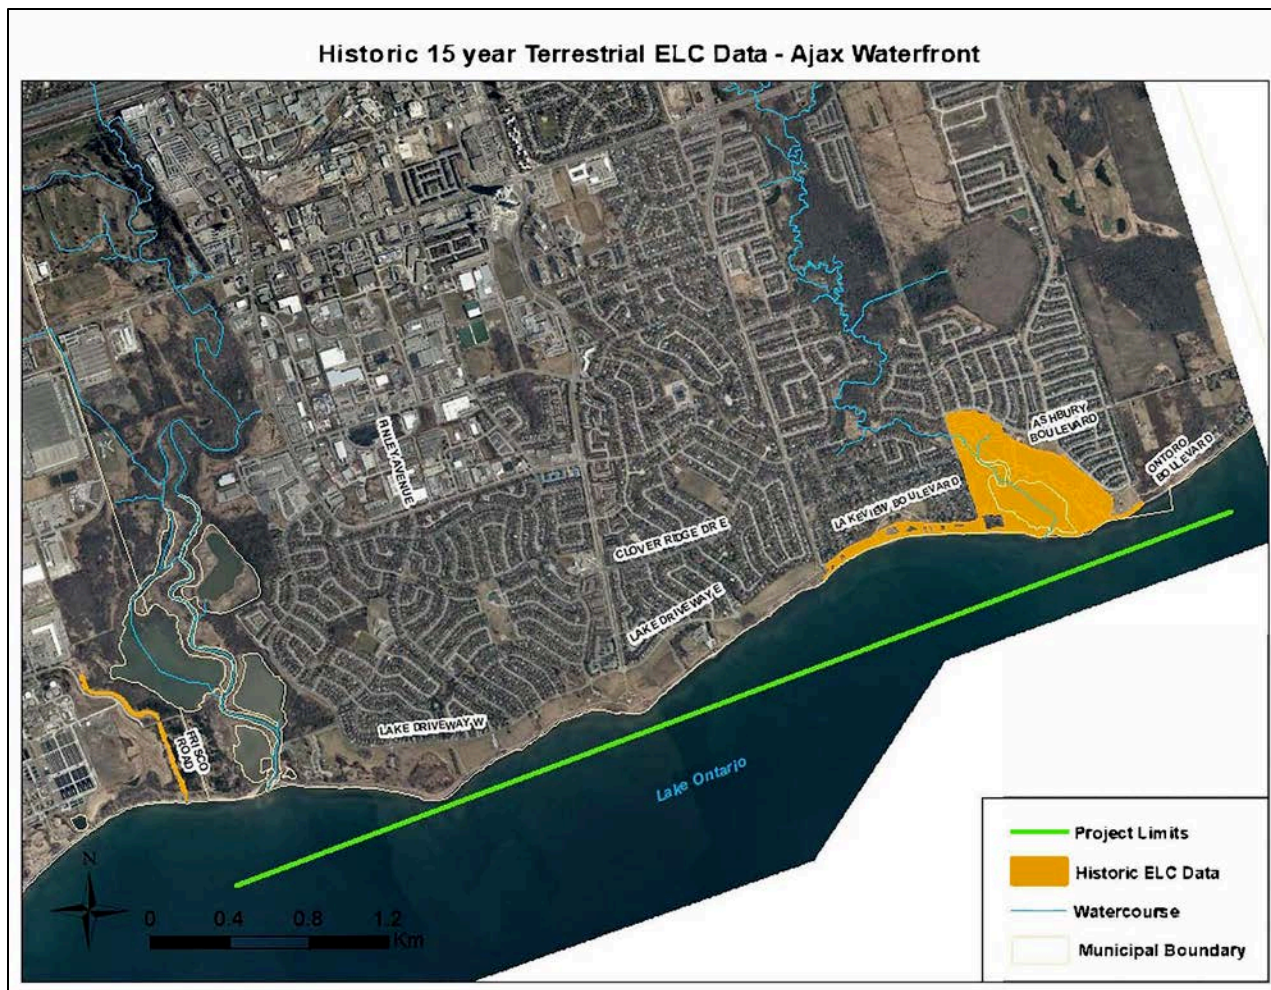 Historic 15 year Terrestrial ELC Data - Ajax Waterfront
RNLEY AVENUE
ASHBURY
BOULEVARD
ONTORO
BOULEVARD
LAKEVIEW BOULEVARD
CLOVER RIDGE DR E
LAKE DRIVEWAY E
LAKE DRIVEWAY W
FRISCO
ROAD
Lake Ontario
N
0 0.4 0.8 1.2
Km
Project Limits
Historic ELC Data
Watercourse
Municipal Boundary